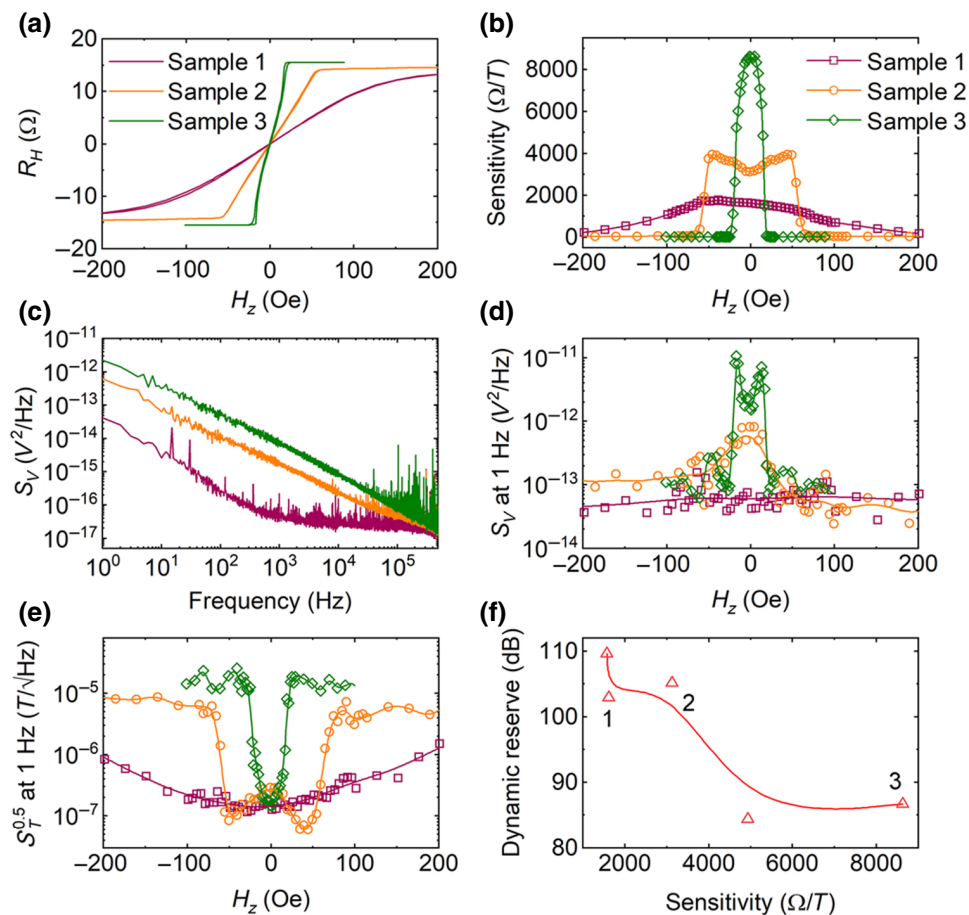 (a)
20
10
0
−10
−20
R_H (Ω)
Sample 1
Sample 2
Sample 3
−200 −100 0 100 200
H_z (Oe)
(b)
8000
6000
4000
2000
0
Sensitivity (Ω/T)
Sample 1
Sample 2
Sample 3
−200 −100 0 100 200
H_z (Oe)
(c)
10^−11
10^−12
10^−13
10^−14
10^−15
10^−16
10^−17
S_V (V^2/Hz)
10^0 10^1 10^2 10^3 10^4 10^5
Frequency (Hz)
(d)
10^−11
10^−12
10^−13
10^−14
S_V at 1 Hz (V^2/Hz)
−200 −100 0 100 200
H_z (Oe)
(e)
10^−5
10^−6
10^−7
S_T^0.5 at 1 Hz (T/√Hz)
−200 −100 0 100 200
H_z (Oe)
(f)
110
100
90
80
Dynamic reserve (dB)
1
2
3
2000 4000 6000 8000
Sensitivity (Ω/T)